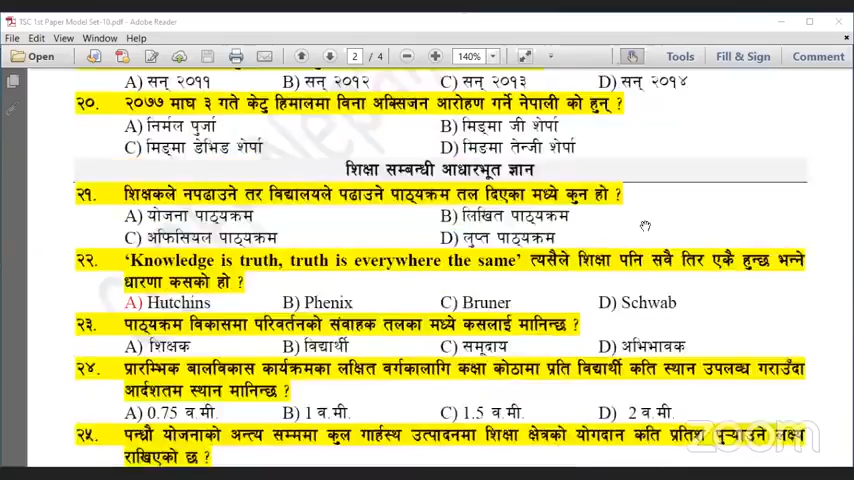 TSC 1st Paper Model Set-10.pdf - Adobe Reader
File Edit View Window Help
Open 2 / 4 140% Tools Fill & Sign Comment
A) सन् २०११ B) सन् २०१२ C) सन् २०१३ D) सन् २०१४
२०. २०७७ माघ ३ गते केटु हिमालमा विना अक्सिजन आरोहण गर्ने नेपाली को हुन् ?
A) निर्मल पुर्जा B) मिङ्मा जी शेर्पा
C) मिङ्मा डेभिड शेर्पा D) मिङमा तेन्जी शेर्पा
शिक्षा सम्बन्धी आधारभूत ज्ञान
२१. शिक्षकले नपढाउने तर विद्यालयले पढाउने पाठ्यक्रम तल दिएका मध्ये कुन हो ?
A) योजना पाठ्यक्रम B) लिखित पाठ्यक्रम
C) अफिसियल पाठ्यक्रम D) लुप्त पाठ्यक्रम
२२. ‘Knowledge is truth, truth is everywhere the same’ त्यसैले शिक्षा पनि सवै तिर एकै हुन्छ भन्ने
धारणा कसको हो ?
A) Hutchins B) Phenix C) Bruner D) Schwab
२३. पाठ्यक्रम विकासमा परिवर्तनको संवाहक तलका मध्ये कसलाई मानिन्छ ?
A) शिक्षक B) विद्यार्थी C) समूदाय D) अभिभावक
२४. प्रारम्भिक बालविकास कार्यक्रमका लक्षित वर्गकालागि कक्षा कोठामा प्रति विद्यार्थी कति स्थान उपलब्ध गराउँदा
आर्दशतम स्थान मानिन्छ ?
A) 0.75 व.मी. B) 1 व.मी. C) 1.5 व.मी. D) 2 व.मी.
zoom
२५. पन्ध्रौ योजनाको अन्त्य सम्ममा कुल गार्हस्थ उत्पादनमा शिक्षा क्षेत्रको योगदान कति प्रतिश पुऱ्याउने लक्ष्य
राखिएको छ ?